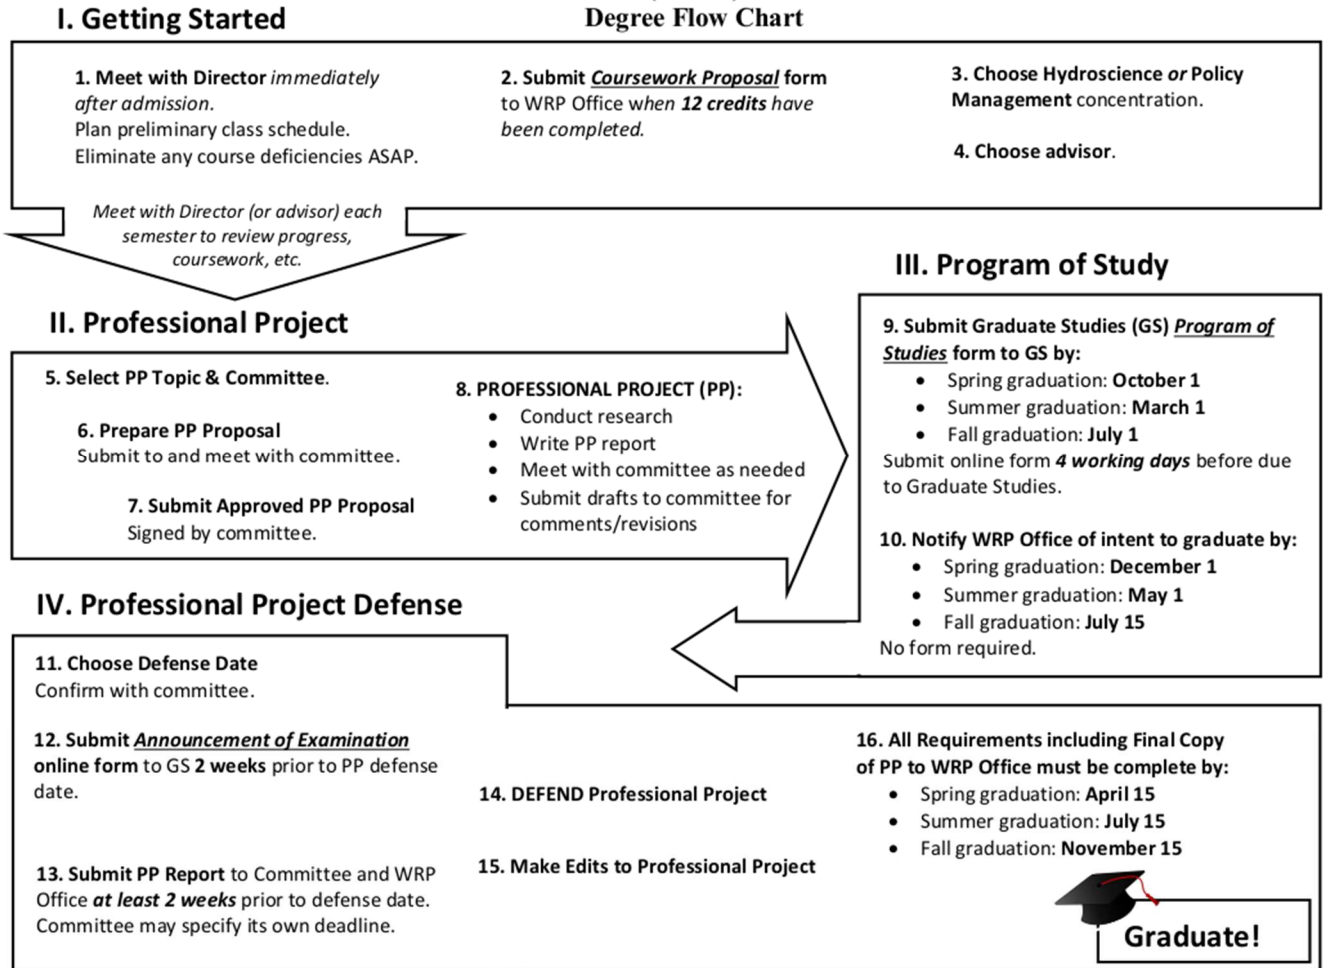 I. Getting Started
Degree Flow Chart
1. Meet with Director immediately
after admission.
Plan preliminary class schedule.
Eliminate any course deficiencies ASAP.
2. Submit Coursework Proposal form
to WRP Office when 12 credits have
been completed.
3. Choose Hydroscience or Policy
Management concentration.
4. Choose advisor.
Meet with Director (or advisor) each
semester to review progress,
coursework, etc.
II. Professional Project
5. Select PP Topic & Committee.
6. Prepare PP Proposal
Submit to and meet with committee.
7. Submit Approved PP Proposal
Signed by committee.
8. PROFESSIONAL PROJECT (PP):
• Conduct research
• Write PP report
• Meet with committee as needed
• Submit drafts to committee for
comments/revisions
III. Program of Study
9. Submit Graduate Studies (GS) Program of
Studies form to GS by:
• Spring graduation: October 1
• Summer graduation: March 1
• Fall graduation: July 1
Submit online form 4 working days before due
to Graduate Studies.
10. Notify WRP Office of intent to graduate by:
• Spring graduation: December 1
• Summer graduation: May 1
• Fall graduation: July 15
No form required.
IV. Professional Project Defense
11. Choose Defense Date
Confirm with committee.
12. Submit Announcement of Examination
online form to GS 2 weeks prior to PP defense
date.
13. Submit PP Report to Committee and WRP
Office at least 2 weeks prior to defense date.
Committee may specify its own deadline.
14. DEFEND Professional Project
15. Make Edits to Professional Project
16. All Requirements including Final Copy
of PP to WRP Office must be complete by:
• Spring graduation: April 15
• Summer graduation: July 15
• Fall graduation: November 15
Graduate!